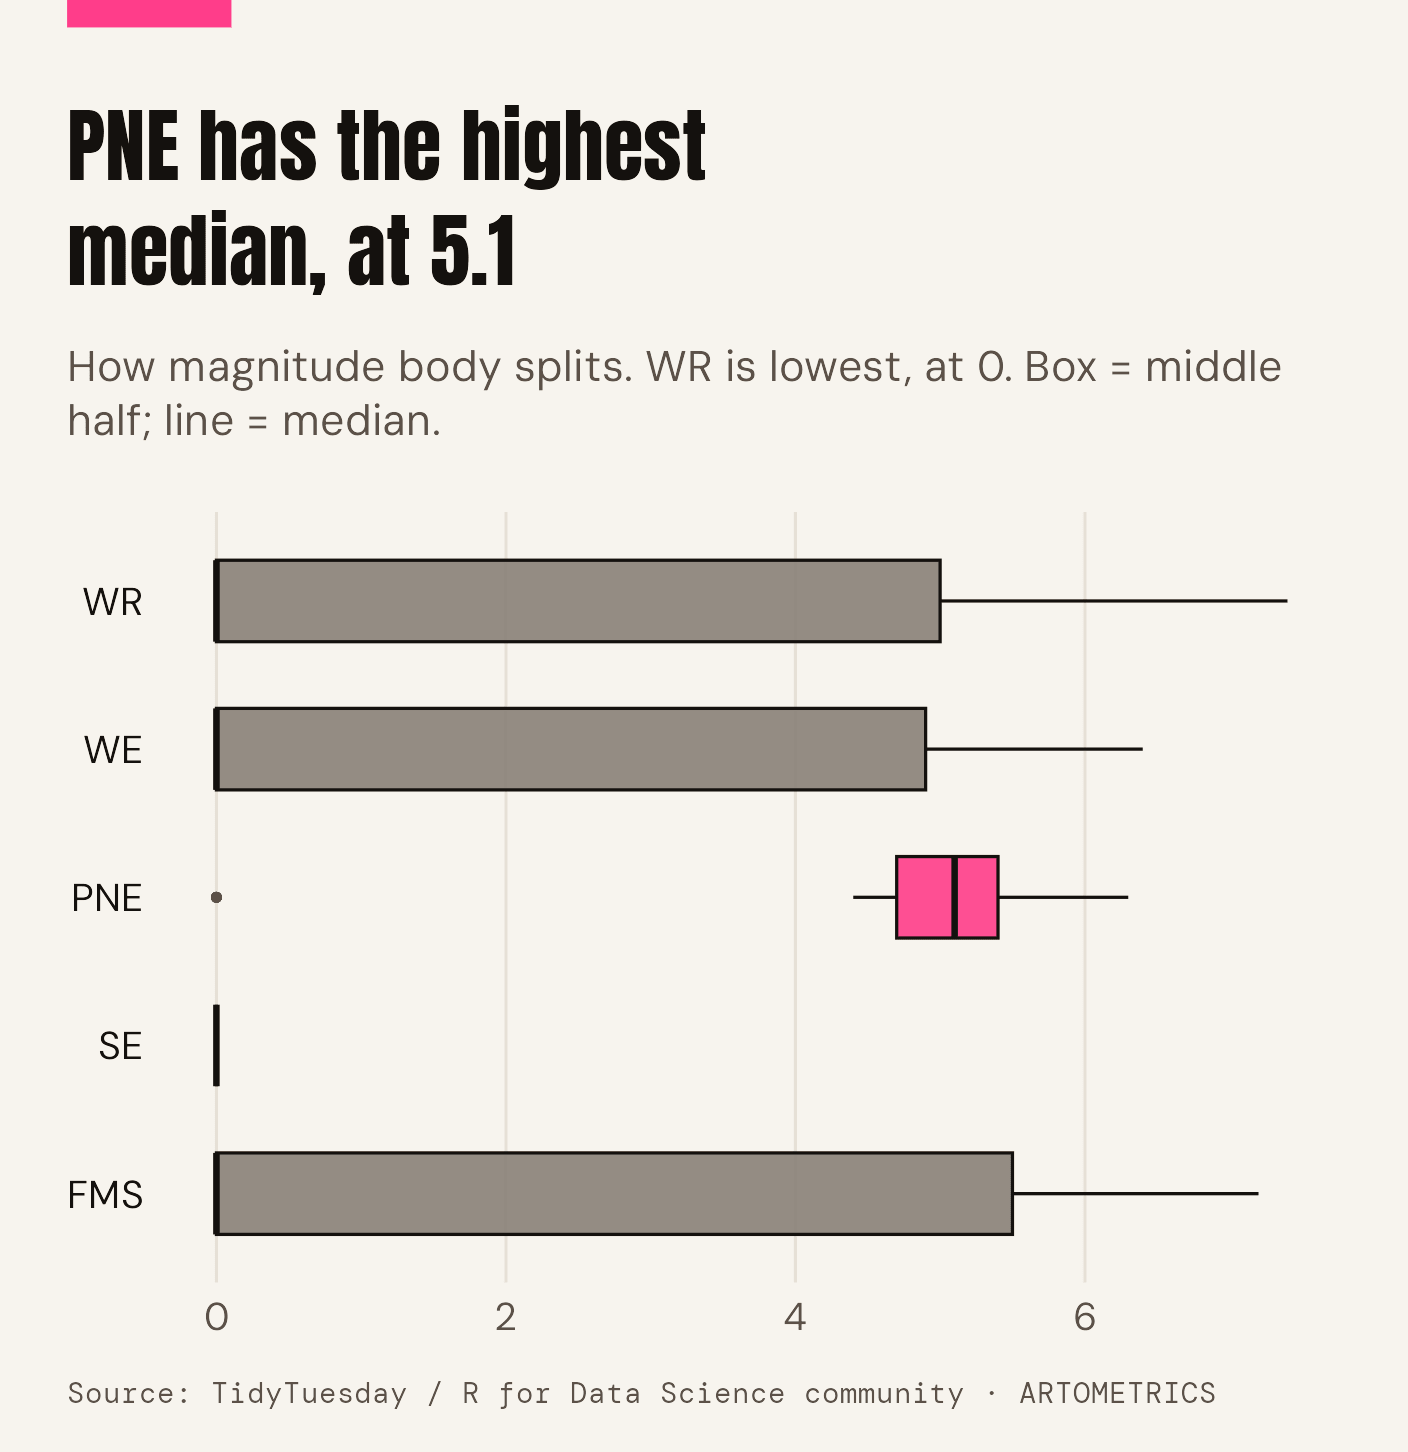 PNE has the highest
median, at 5.1
How magnitude body splits. WR is lowest, at 0. Box = middle
half; line = median.
WR
WE
PNE
SE
FMS
0 2 4 6
Source: TidyTuesday / R for Data Science community · ARTOMETRICS